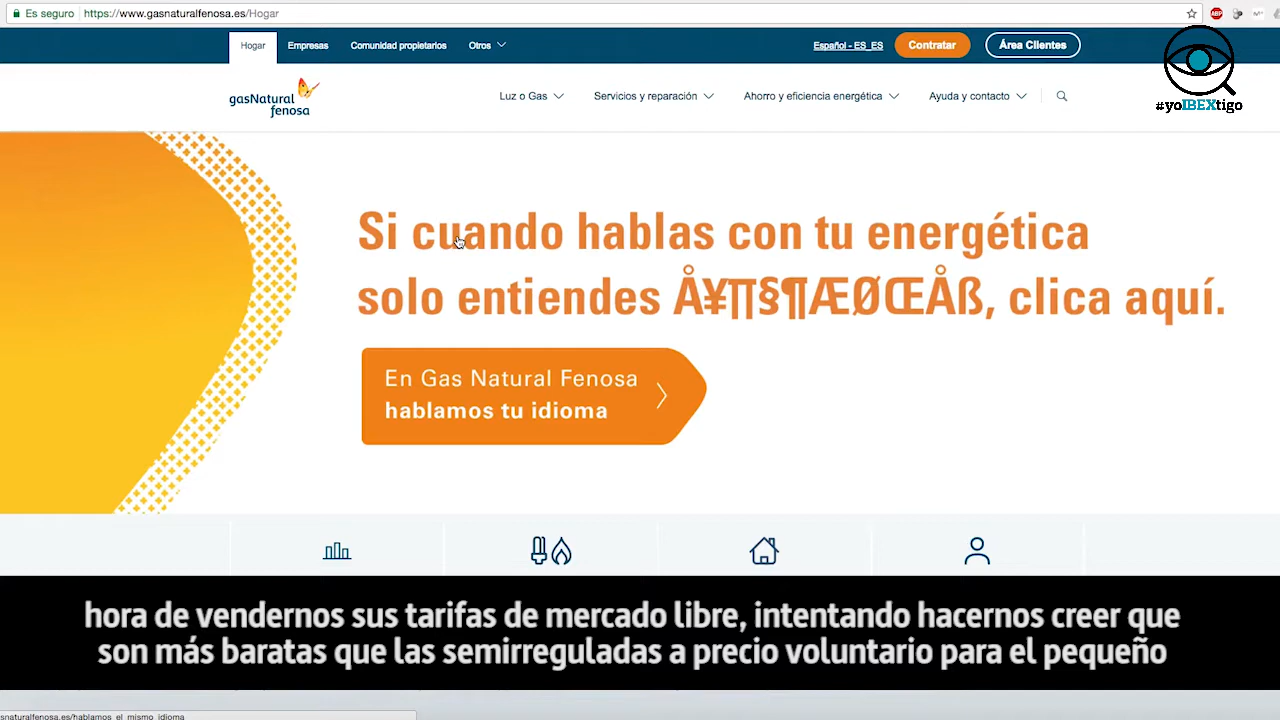 Es seguro https://www.gasnaturalfenosa.es/Hogar
ABP
Hogar Empresas Comunidad propietarios Otros Español - ES_ES Contratar Área Clientes
gasNatural
fenosa
Luz o Gas Servicios y reparación Ahorro y eficiencia energética Ayuda y contacto
#yoIBEXtigo
Si cuando hablas con tu energética
solo entiendes Å¥∏§¶ÆØŒÅß, clica aquí.
En Gas Natural Fenosa
hablamos tu idioma
hora de vendernos sus tarifas de mercado libre, intentando hacernos creer que
son más baratas que las semirreguladas a precio voluntario para el pequeño
snaturalfenosa.es/hablamos_el_mismo_idioma